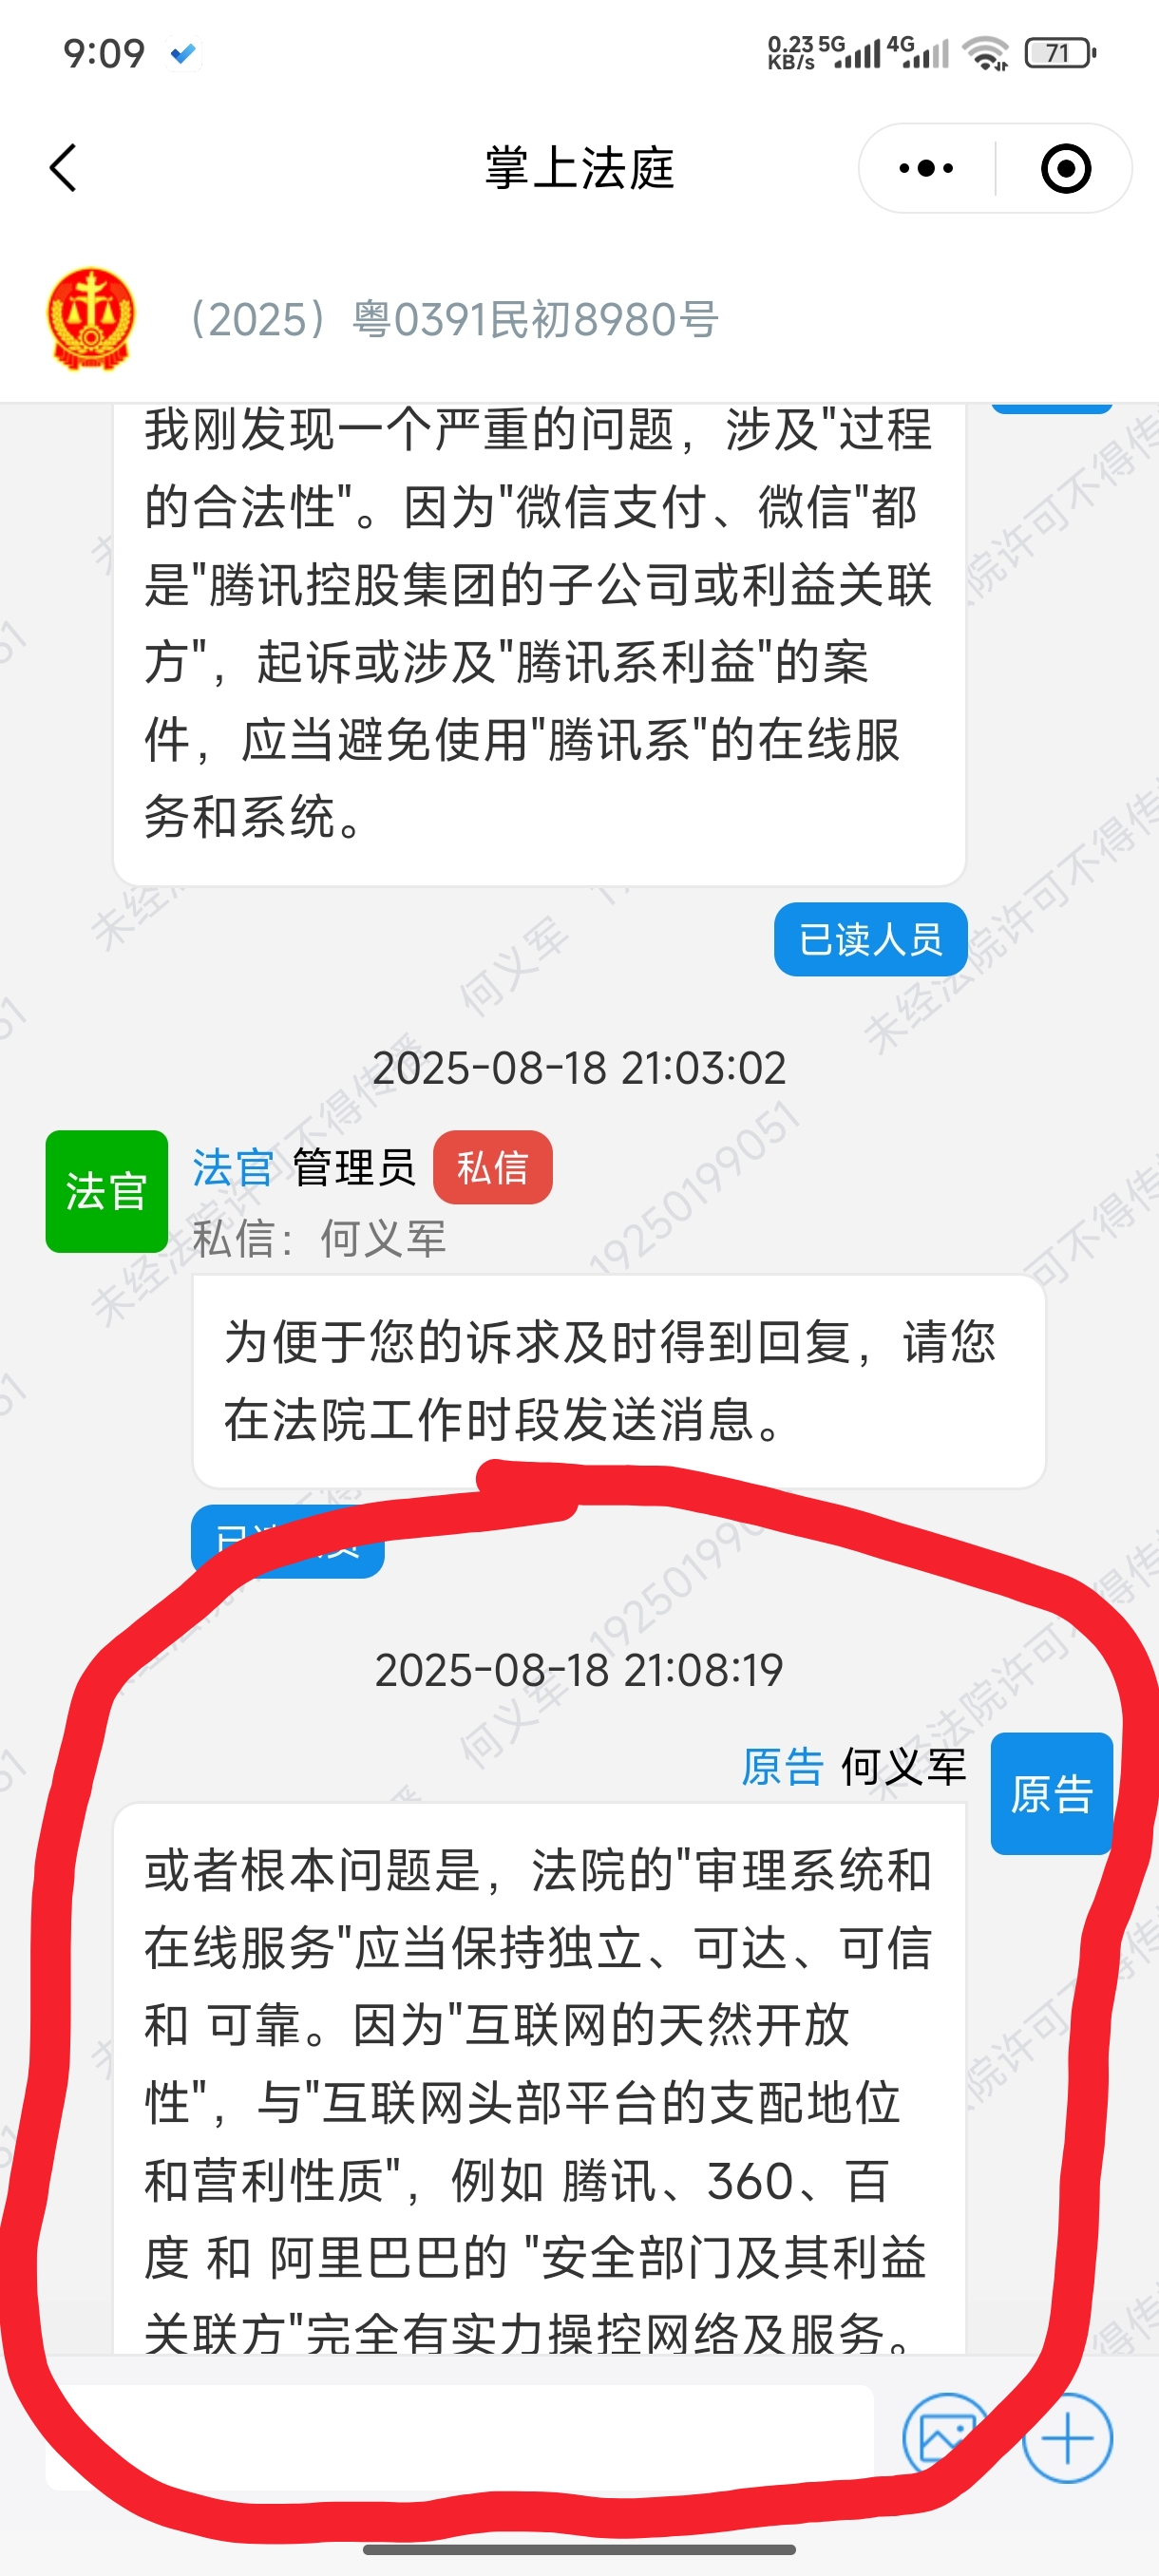 9:09
0.23 KB/s 5G 4G 71
掌上法庭
（2025）粤0391民初8980号
我刚发现一个严重的问题，涉及"过程
的合法性"。因为"微信支付、微信"都
是"腾讯控股集团的子公司或利益关联
方"，起诉或涉及"腾讯系利益"的案
件，应当避免使用"腾讯系"的在线服
务和系统。
已读人员
2025-08-18 21:03:02
法官
法官 管理员 私信
私信：何义军
为便于您的诉求及时得到回复，请您
在法院工作时段发送消息。
2025-08-18 21:08:19
原告 何义军
原告
或者根本问题是，法院的"审理系统和
在线服务"应当保持独立、可达、可信
和 可靠。因为"互联网的天然开放
性"，与"互联网头部平台的支配地位
和营利性质"，例如 腾讯、360、百
度 和 阿里巴巴的 "安全部门及其利益
关联方"完全有实力操控网络及服务。
未经法院许可不得传播 何义军 19250199051